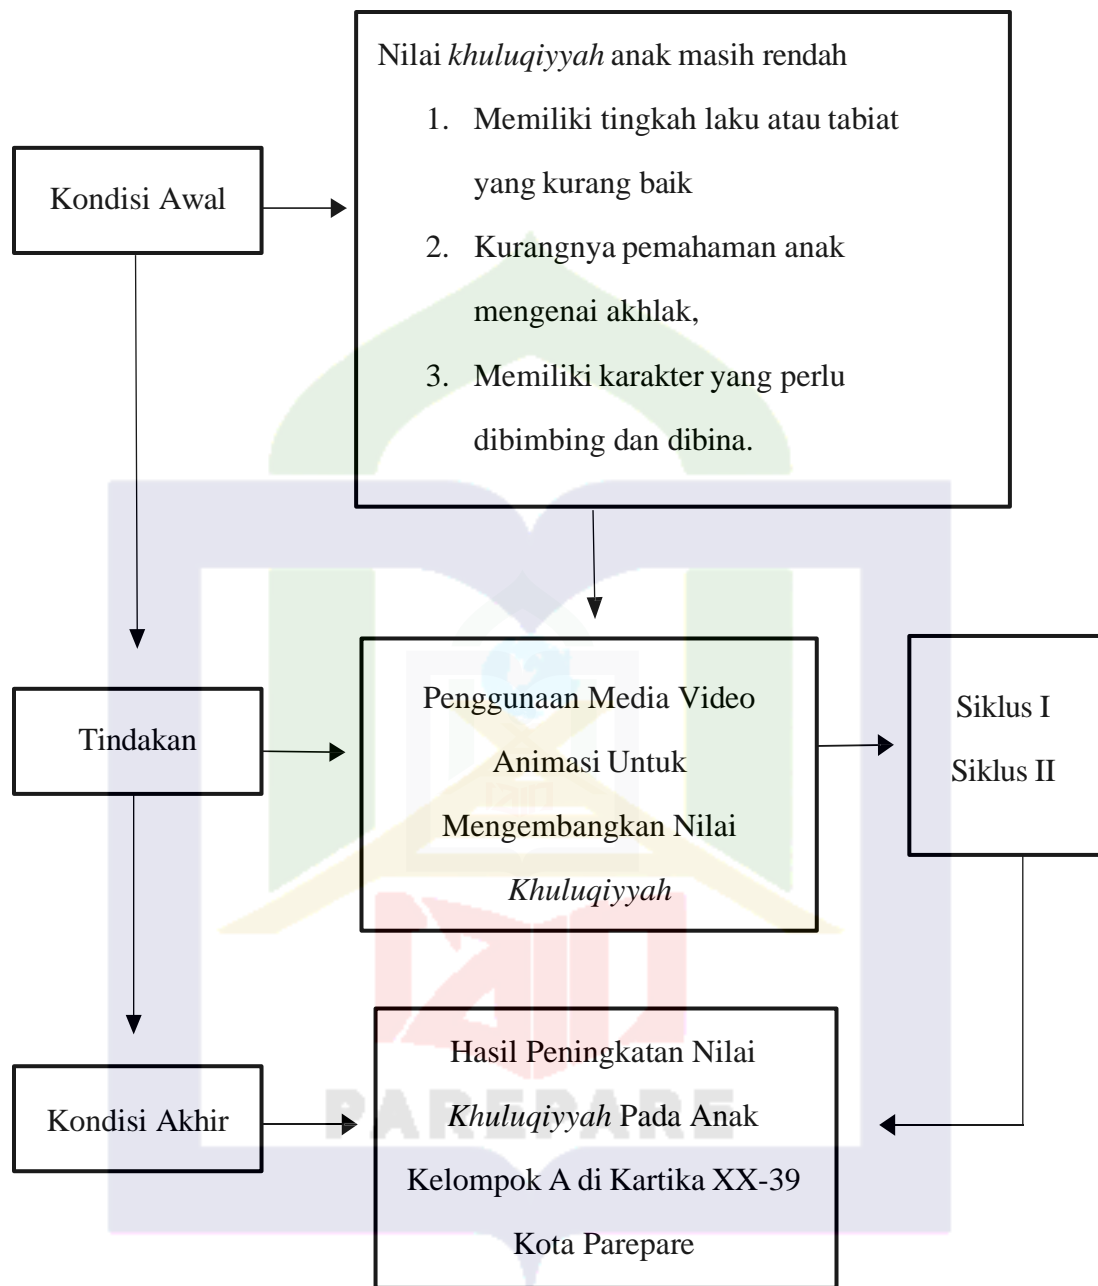 Nilai khuluqiyyah anak masih rendah
1. Memiliki tingkah laku atau tabiat
yang kurang baik
2. Kurangnya pemahaman anak
mengenai akhlak,
3. Memiliki karakter yang perlu
dibimbing dan dibina.
Kondisi Awal
Tindakan
Penggunaan Media Video
Animasi Untuk
Mengembangkan Nilai
Khuluqiyyah
Siklus I
Siklus II
Kondisi Akhir
Hasil Peningkatan Nilai
Khuluqiyyah Pada Anak
Kelompok A di Kartika XX-39
Kota Parepare
PAREPARE